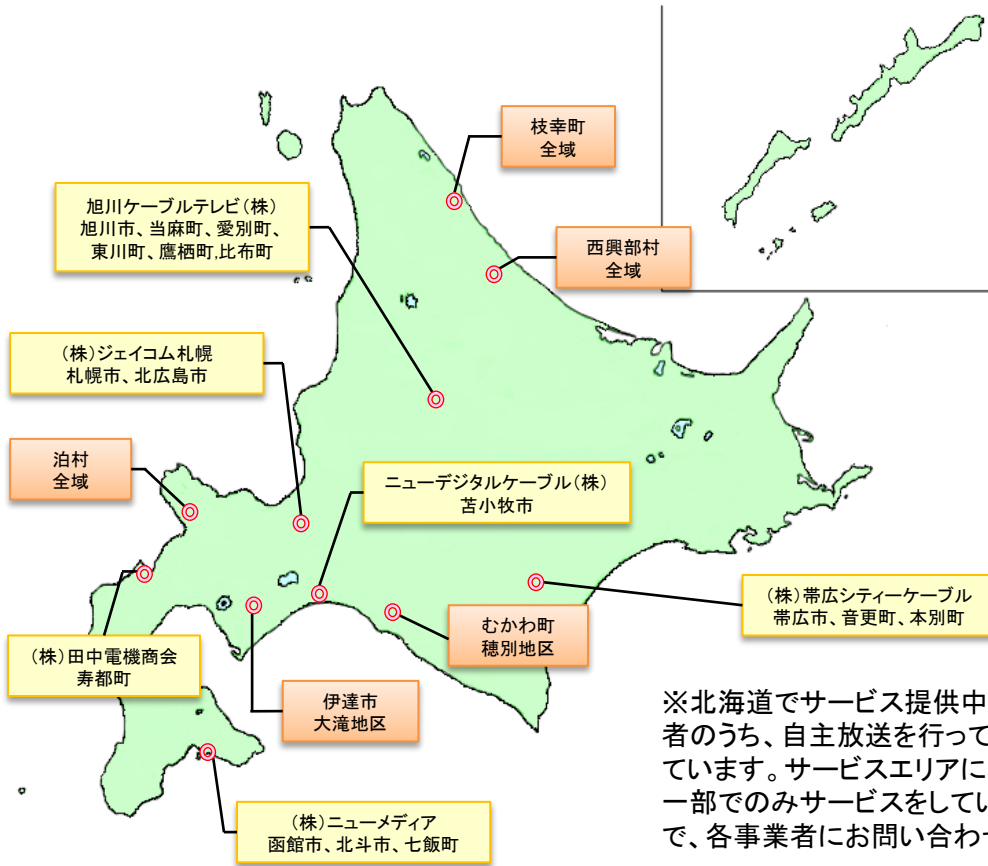 枝幸町
全域
旭川ケーブルテレビ(株)
旭川市、当麻町、愛別町、
東川町、鷹栖町,比布町
西興部村
全域
(株)ジェイコム札幌
札幌市、北広島市
泊村
全域
ニューデジタルケーブル(株)
苫小牧市
(株)帯広シティーケーブル
帯広市、音更町、本別町
むかわ町
穂別地区
(株)田中電機商会
寿都町
伊達市
大滝地区
(株)ニューメディア
函館市、北斗市、七飯町
※北海道でサービス提供中
者のうち、自主放送を行って
ています。サービスエリアに
一部でのみサービスをしてい
で、各事業者にお問い合わせ